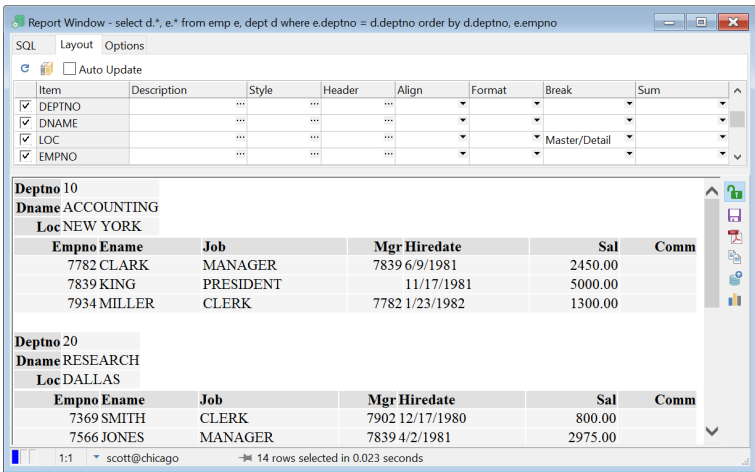 Report Window - select d.*, e.* from emp e, dept d where e.deptno = d.deptno order by d.deptno, e.empno
SQL Layout Options
Auto Update
Item Description Style Header Align Format Break Sum
DEPTNO ... ... ...
DNAME ... ... ...
LOC ... ... ... Master/Detail
EMPNO ... ... ...
Deptno 10
Dname ACCOUNTING
Loc NEW YORK
Empno Ename Job Mgr Hiredate Sal Comm
7782 CLARK MANAGER 7839 6/9/1981 2450.00
7839 KING PRESIDENT 11/17/1981 5000.00
7934 MILLER CLERK 7782 1/23/1982 1300.00
Deptno 20
Dname RESEARCH
Loc DALLAS
Empno Ename Job Mgr Hiredate Sal Comm
7369 SMITH CLERK 7902 12/17/1980 800.00
7566 JONES MANAGER 7839 4/2/1981 2975.00
1:1 scott@chicago 14 rows selected in 0.023 seconds